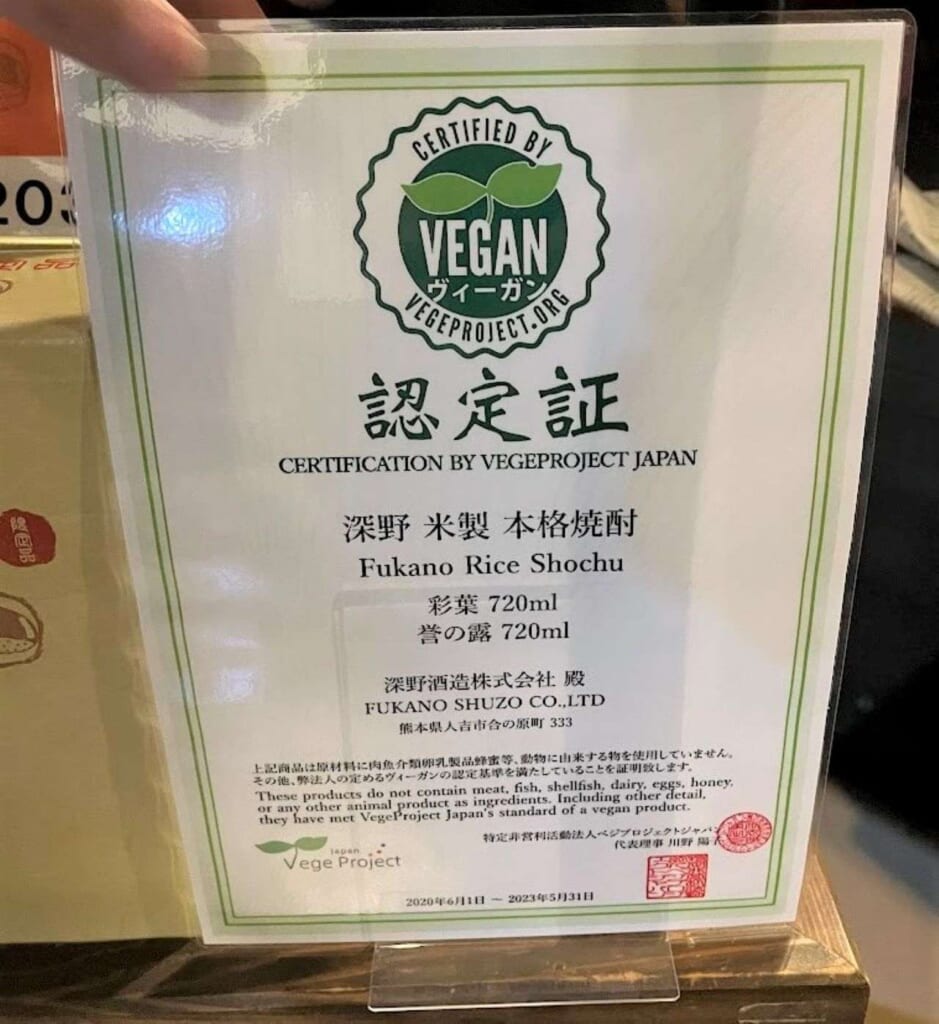 203
CERTIFIED BY
VEGAN
ヴィーガン
VEGEPROJECT.ORG
認定証
CERTIFICATION BY VEGEPROJECT JAPAN
深野 米製 本格焼酎
Fukano Rice Shochu
彩葉 720ml
誉の露 720ml
深野酒造株式会社 殿
FUKANO SHUZO CO.,LTD
熊本県人吉市合の原町 333
上記商品は原材料に肉魚介類卵乳製品蜂蜜等、動物に由来する物を使用していません。
その他、弊法人の定めるヴィーガンの認定基準を満たしていることを証明致します。
These products do not contain meat, fish, shellfish, dairy, eggs, honey,
or any other animal product as ingredients. Including other detail,
they have met VegeProject Japan's standard of a vegan product.
特定非営利活動法人ベジプロジェクトジャパン
代表理事 川野 陽子
Japan
Vege Project
2020年6月1日 ～ 2023年5月31日